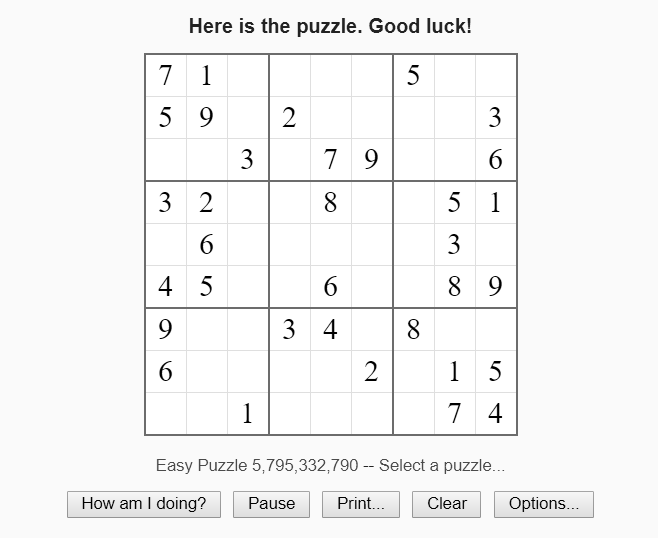 Here is the puzzle. Good luck!
7 1 5
5 9 2 3
3 7 9 6
3 2 8 5 1
6 3
4 5 6 8 9
9 3 4 8
6 2 1 5
1 7 4
Easy Puzzle 5,795,332,790 -- Select a puzzle...
How am I doing? Pause Print... Clear Options...